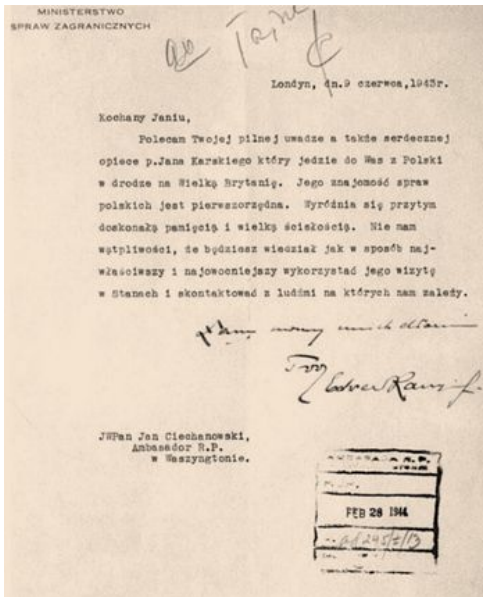 MINISTERSTWO
SPRAW ZAGRANICZNYCH
Londyn, dn.9 czerwca,1943r.
Kochany Janiu,
Polecam Twojej pilnej uwadze a także serdecznej
opiece p.Jana Karskiego który jedzie do Was z Polski
w drodze na Wielką Brytanię. Jego znajomość spraw
polskich jest pierwszorzędna. Wyróżnia się przytym
doskonałą pamięcią i wielką ścisłością. Nie mam
wątpliwości, że będziesz wiedział jak w sposób naj-
właściwszy i najowocniejszy wykorzystać jego wizytę
w Stanach i skontaktować z ludźmi na których nam zależy.
JWPan Jan Ciechanowski,
Ambasador R.P.
w Waszyngtonie.
FEB 28 1944